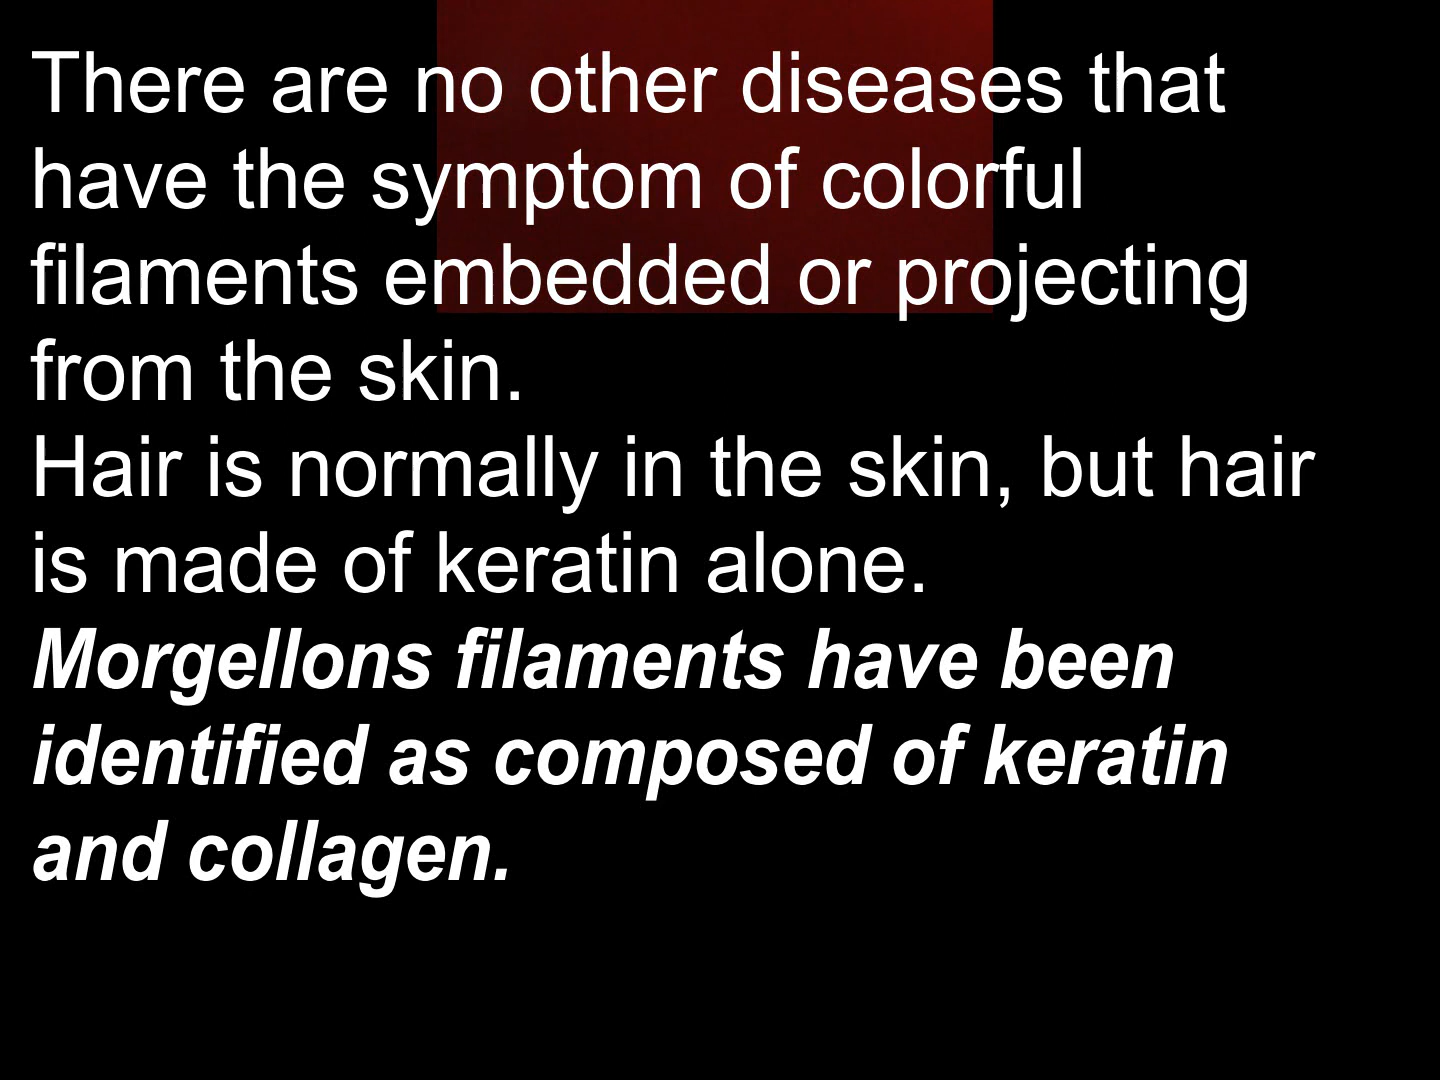 There are no other diseases that
have the symptom of colorful
filaments embedded or projecting
from the skin.
Hair is normally in the skin, but hair
is made of keratin alone.
Morgellons filaments have been
identified as composed of keratin
and collagen.